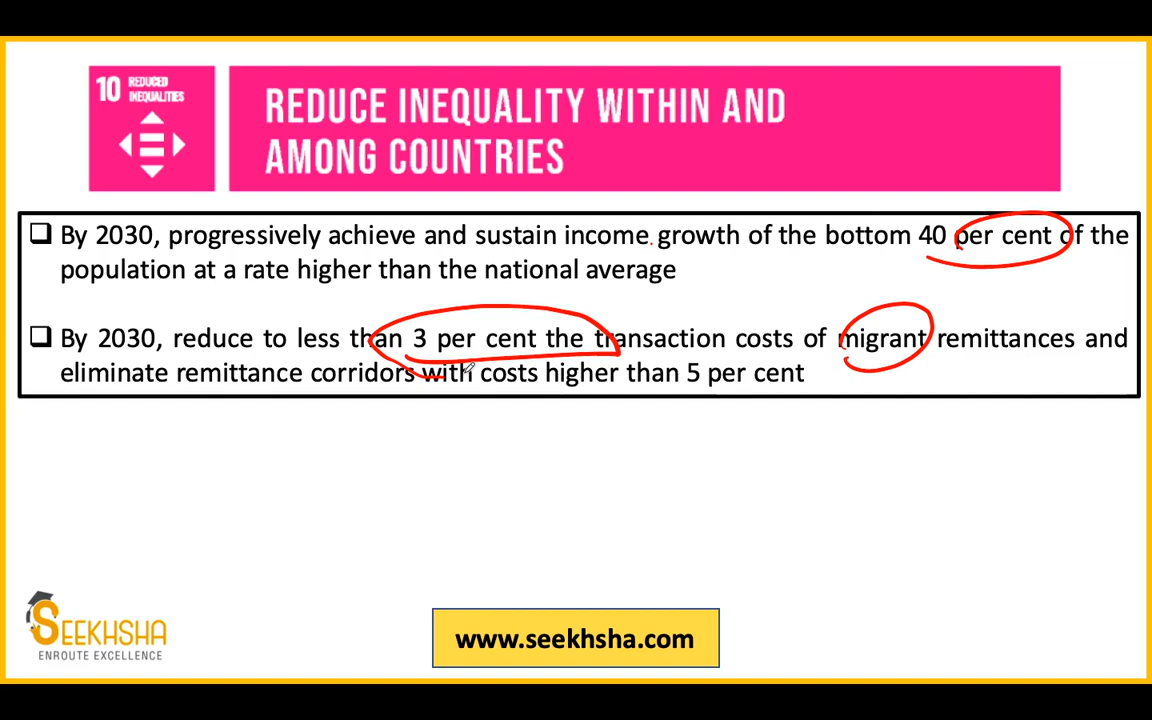 10 REDUCED
INEQUALITIES
REDUCE INEQUALITY WITHIN AND
AMONG COUNTRIES
By 2030, progressively achieve and sustain income growth of the bottom 40 per cent of the
population at a rate higher than the national average
By 2030, reduce to less than 3 per cent the transaction costs of migrant remittances and
eliminate remittance corridors with costs higher than 5 per cent
SEEKHSHA
ENROUTE EXCELLENCE
www.seekhsha.com